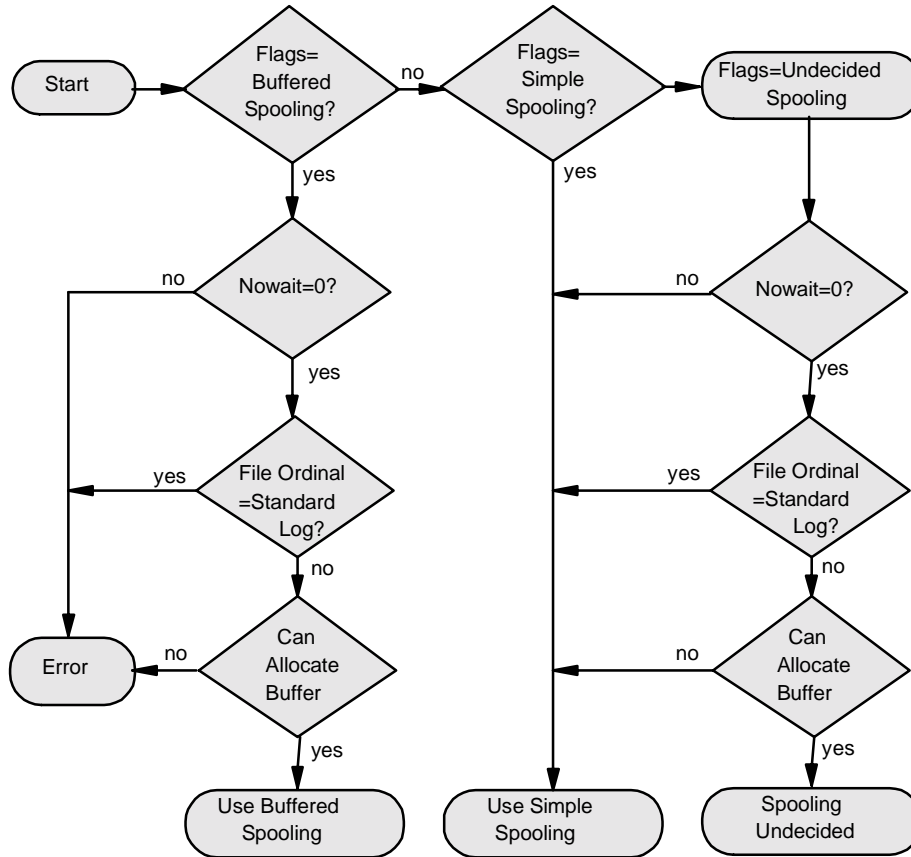 Start
Flags=
Buffered
Spooling?
no
Flags=
Simple
Spooling?
Flags=Undecided
Spooling
yes
yes
no
Nowait=0?
no
Nowait=0?
yes
yes
yes
File Ordinal
=Standard
Log?
yes
File Ordinal
=Standard
Log?
no
no
Error
no
Can
Allocate
Buffer
no
Can
Allocate
Buffer
yes
yes
Use Buffered
Spooling
Use Simple
Spooling
Spooling
Undecided